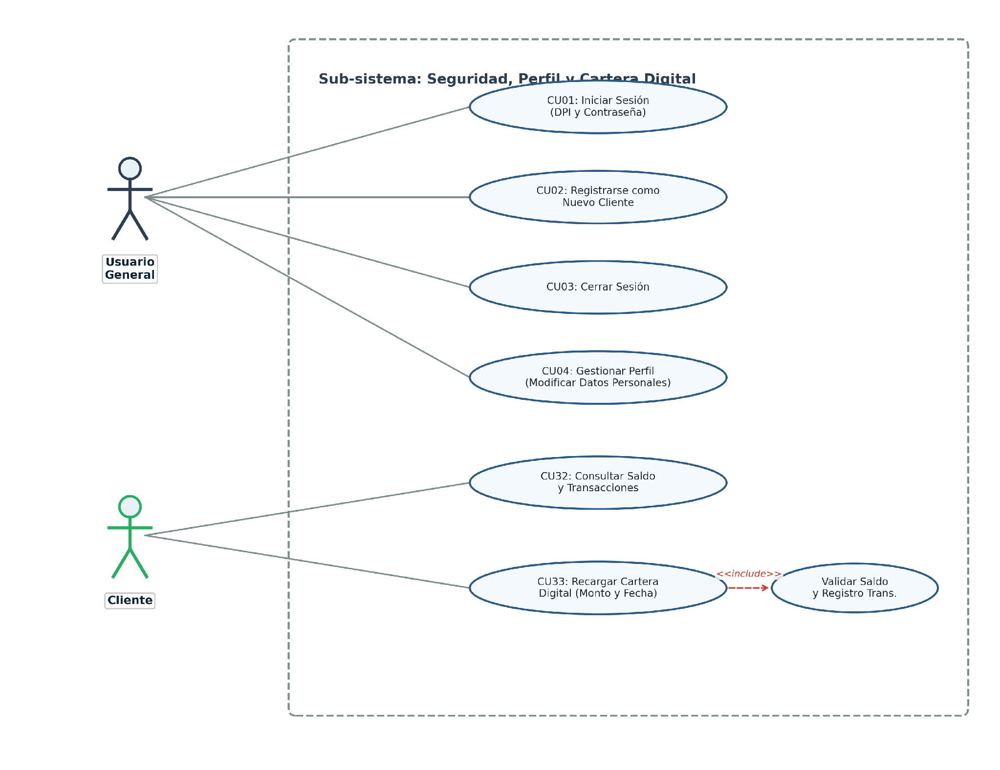 Sub-sistema: Seguridad, Perfil y Cartera Digital
CU01: Iniciar Sesión
(DPI y Contraseña)
CU02: Registrarse como
Nuevo Cliente
Usuario
General
CU03: Cerrar Sesión
CU04: Gestionar Perfil
(Modificar Datos Personales)
CU32: Consultar Saldo
y Transacciones
CU33: Recargar Cartera
Digital (Monto y Fecha)
<<include>>
Validar Saldo
y Registro Trans.
Cliente